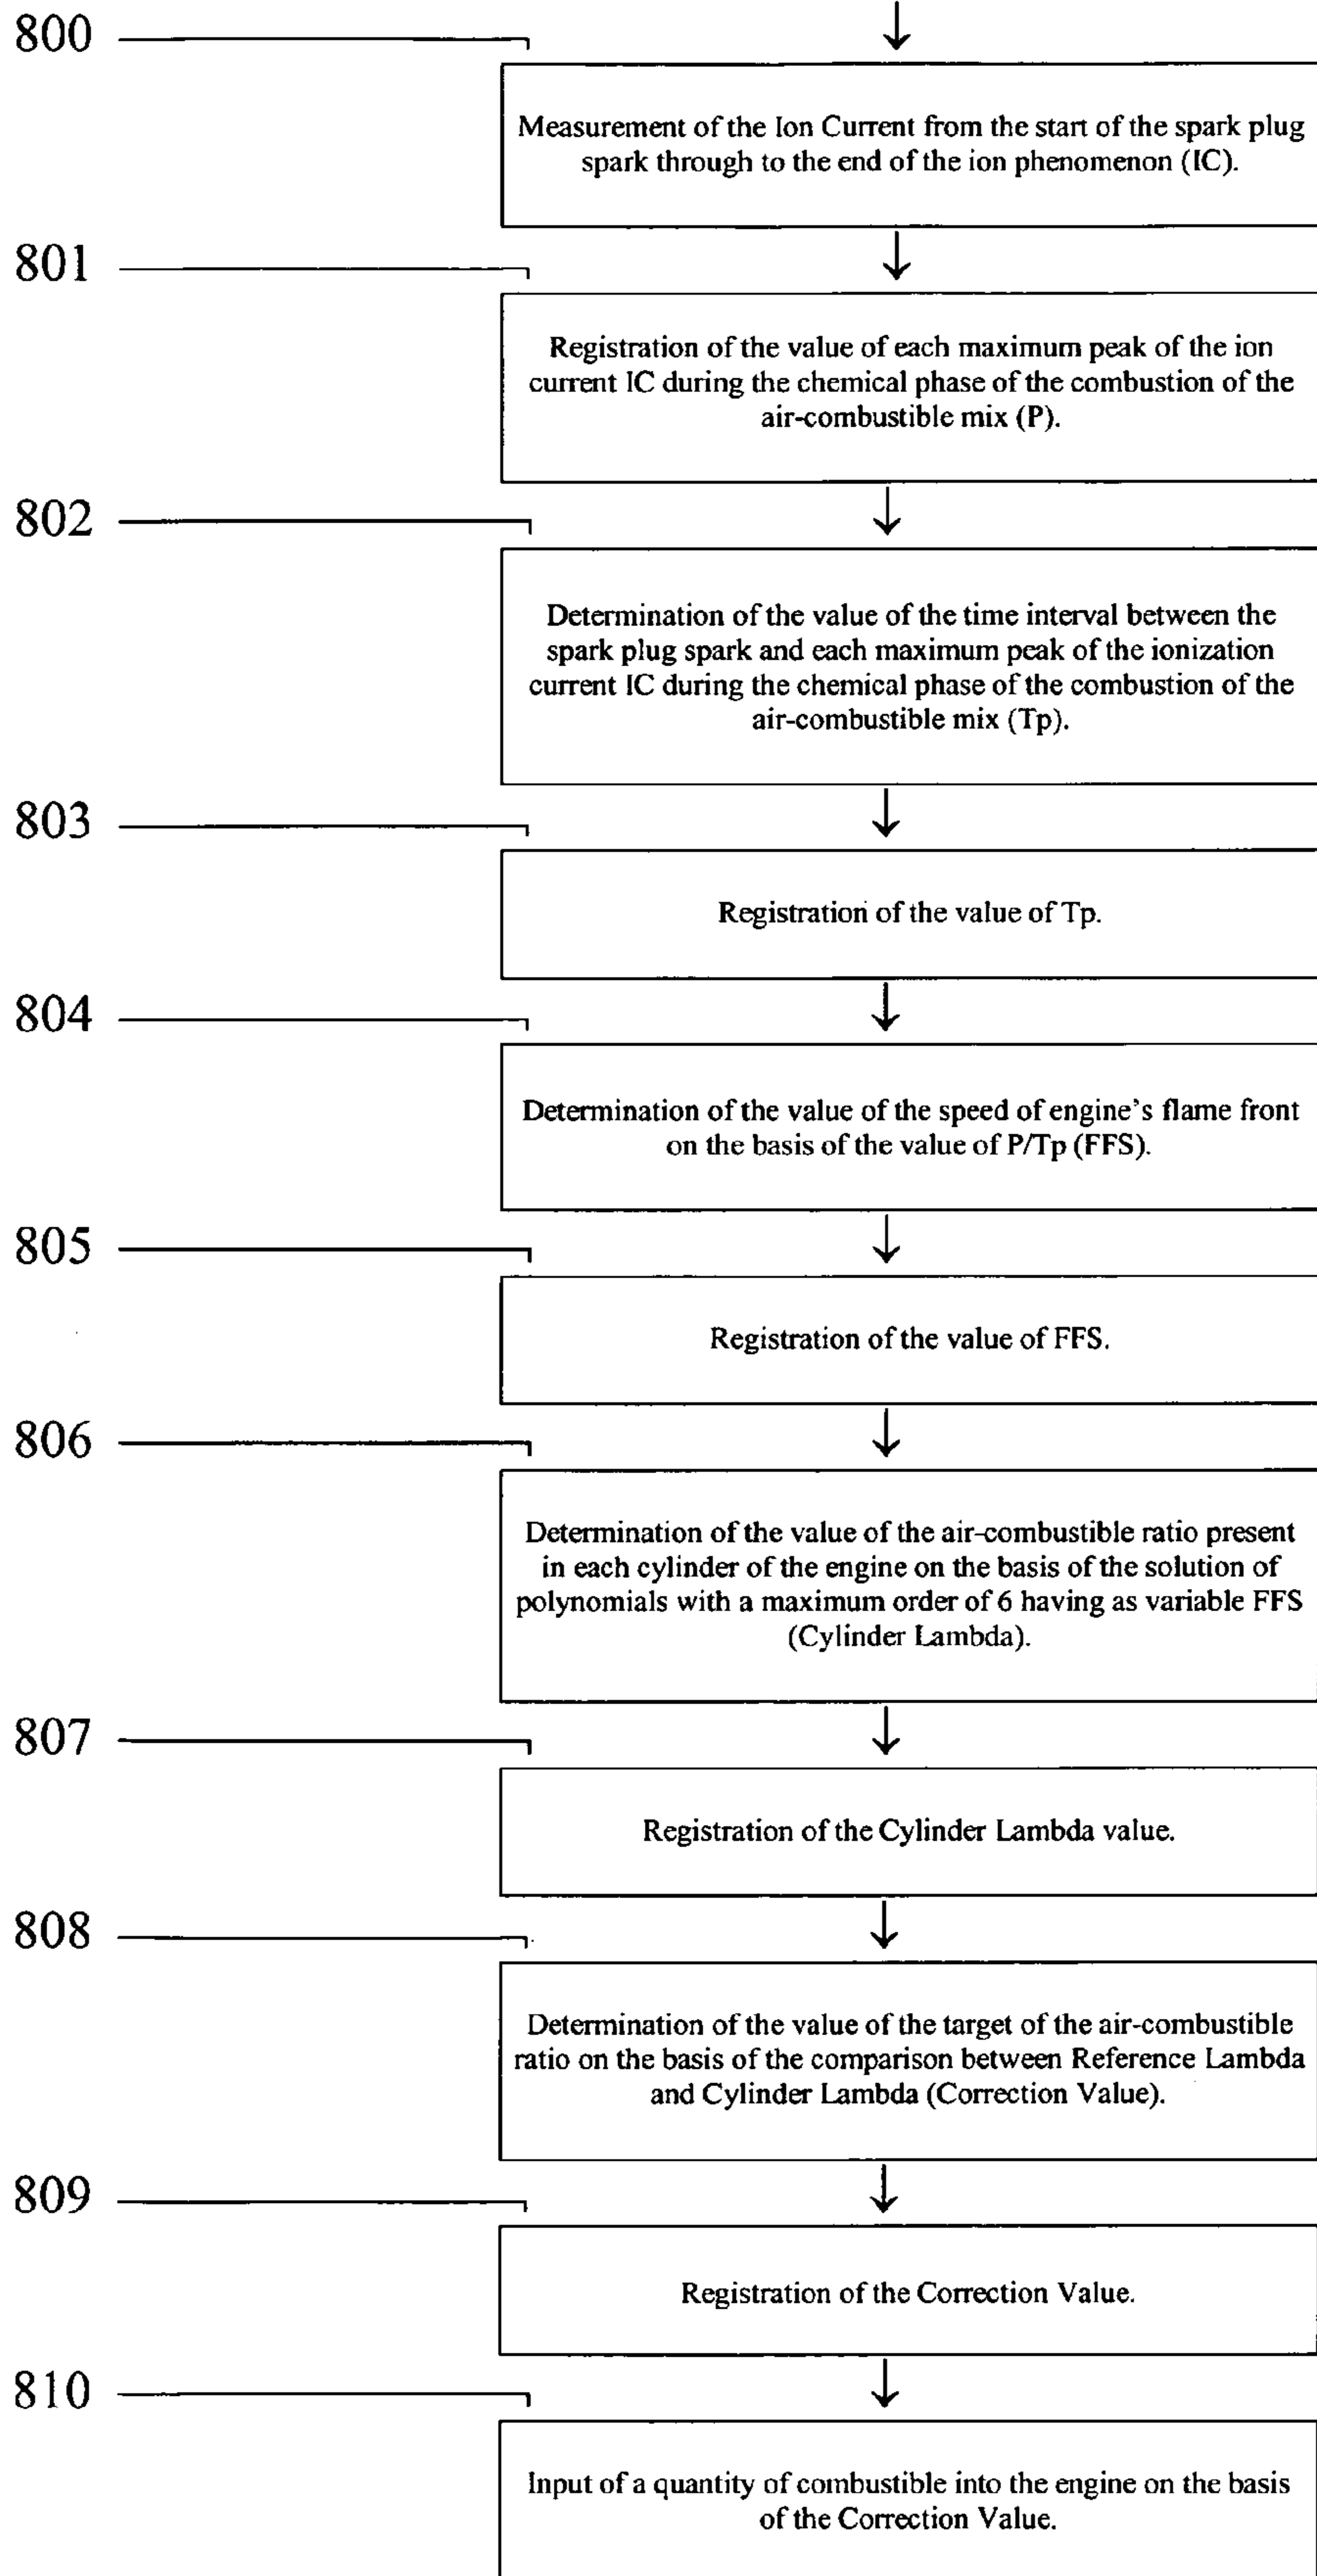 800
Measurement of the Ion Current from the start of the spark plug
spark through to the end of the ion phenomenon (IC).
801
Registration of the value of each maximum peak of the ion
current IC during the chemical phase of the combustion of the
air-combustible mix (P).
802
Determination of the value of the time interval between the
spark plug spark and each maximum peak of the ionization
current IC during the chemical phase of the combustion of the
air-combustible mix (Tp).
803
Registration of the value of Tp.
804
Determination of the value of the speed of engine's flame front
on the basis of the value of P/Tp (FFS).
805
Registration of the value of FFS.
806
Determination of the value of the air-combustible ratio present
in each cylinder of the engine on the basis of the solution of
polynomials with a maximum order of 6 having as variable FFS
(Cylinder Lambda).
807
Registration of the Cylinder Lambda value.
808
Determination of the value of the target of the air-combustible
ratio on the basis of the comparison between Reference Lambda
and Cylinder Lambda (Correction Value).
809
Registration of the Correction Value.
810
Input of a quantity of combustible into the engine on the basis
of the Correction Value.